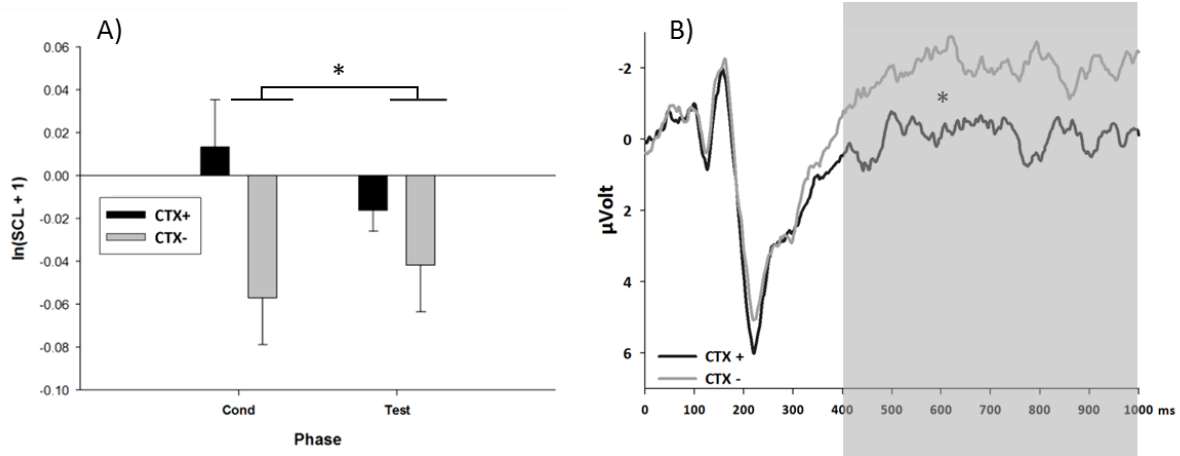 A)
0.06
0.04
0.02
0.00
-0.02
-0.04
-0.06
-0.08
-0.10
ln(SCL + 1)
*
CTX+
CTX-
Cond Test
Phase
B)
-2
0
2
4
6
µVolt
*
CTX +
CTX -
0 100 200 300 400 500 600 700 800 900 1000 ms